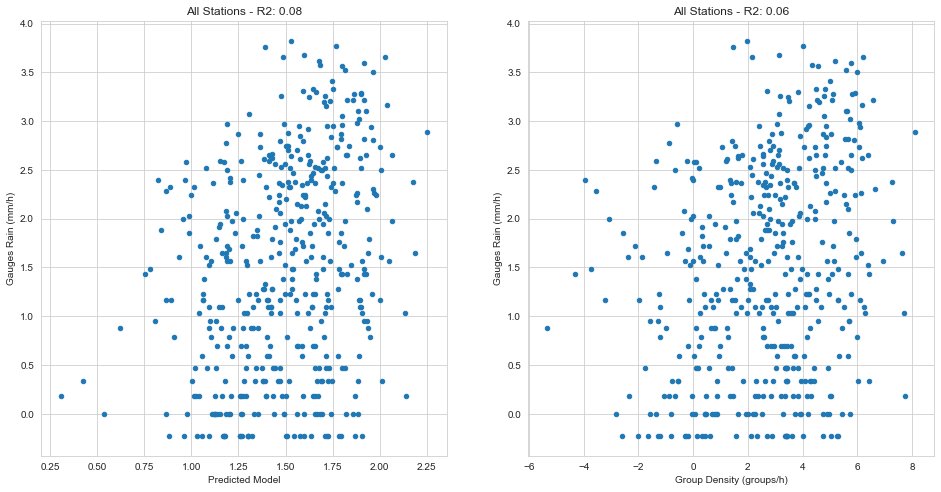 All Stations - R2: 0.08
4.0
3.5
3.0
2.5
2.0
1.5
1.0
0.5
0.0
Gauges Rain (mm/h)
0.25 0.50 0.75 1.00 1.25 1.50 1.75 2.00 2.25
Predicted Model
All Stations - R2: 0.06
4.0
3.5
3.0
2.5
2.0
1.5
1.0
0.5
0.0
Gauges Rain (mm/h)
−6 −4 −2 0 2 4 6 8
Group Density (groups/h)